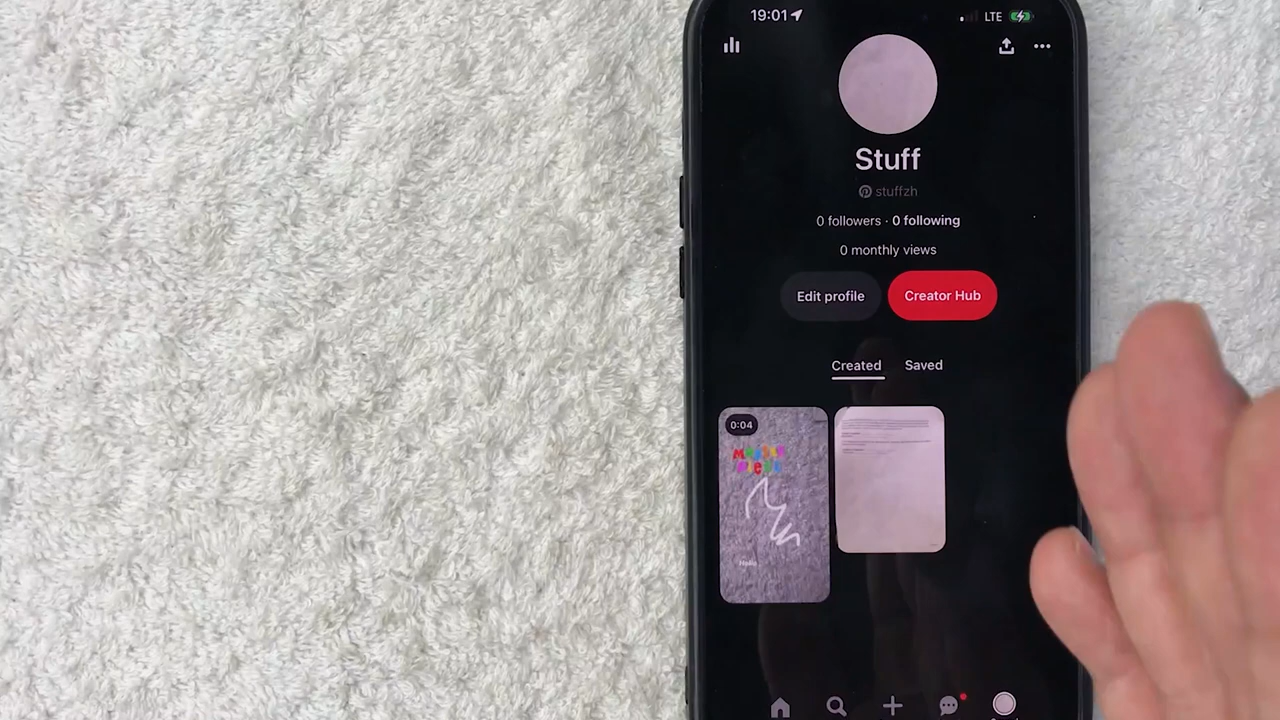 19:01 LTE
Stuff
stuffzh
0 followers · 0 following
0 monthly views
Edit profile Creator Hub
Created Saved
0:04
Hello